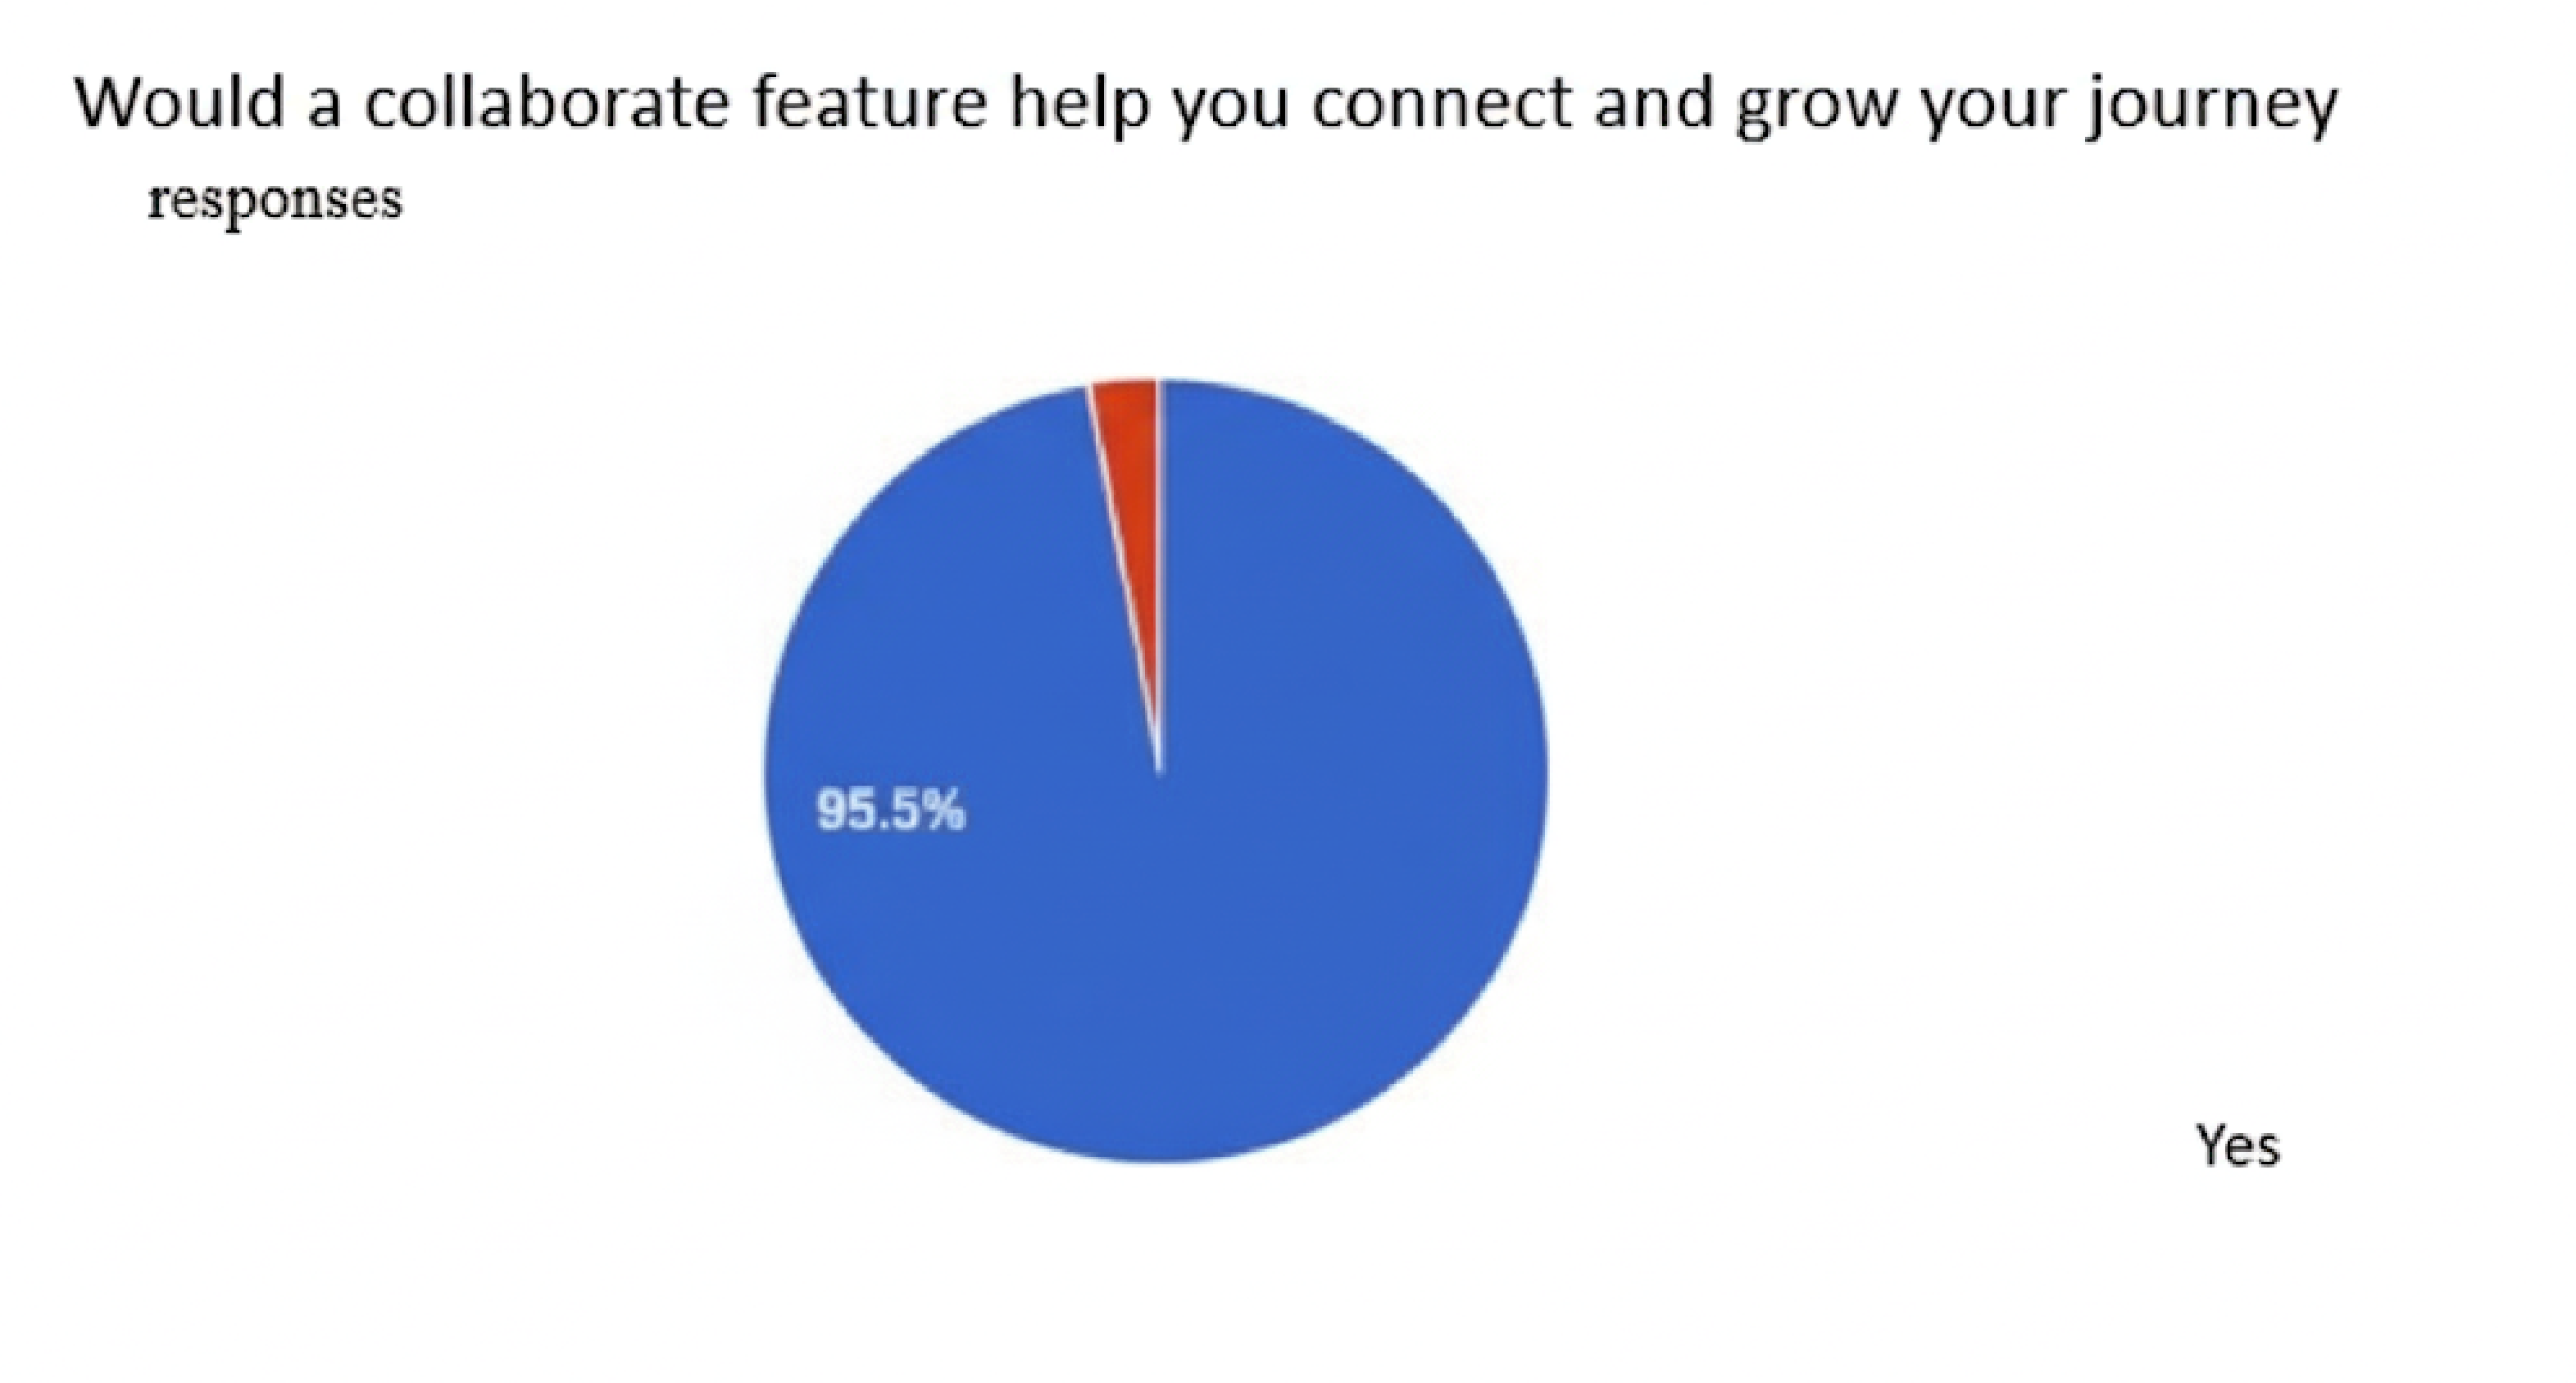 Would a collaborate feature help you connect and grow your journey
responses
95.5%
Yes